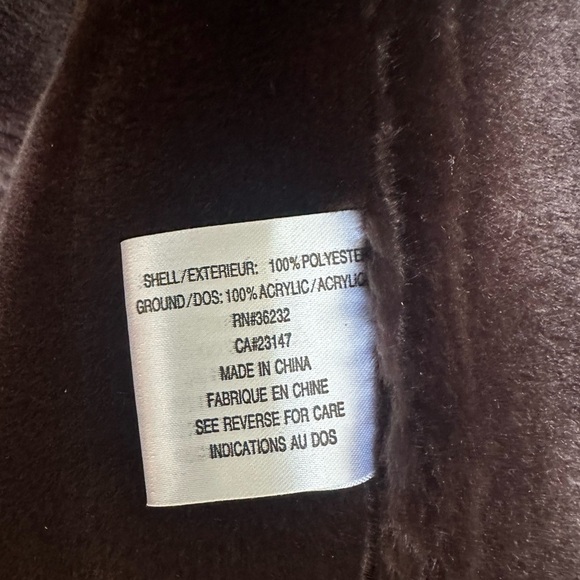 SHELL/EXTERIEUR: 100% POLYESTER
GROUND/DOS: 100% ACRYLIC/ACRYLIC
RN#36232
CA#23147
MADE IN CHINA
FABRIQUE EN CHINE
SEE REVERSE FOR CARE
INDICATIONS AU DOS